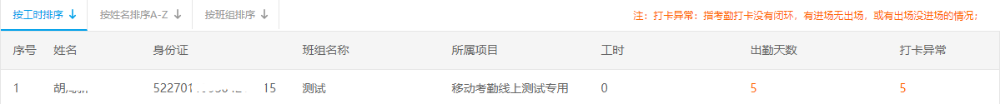 按工时排序 按姓名排序A-Z 按班组排序 注：打卡异常：指考勤打卡没有闭环，有进场无出场，或有出场没进场的情况；
序号 姓名 身份证 班组名称 所属项目 工时 出勤天数 打卡异常
1 胡 522701 15 测试 移动考勤线上测试专用 0 5 5